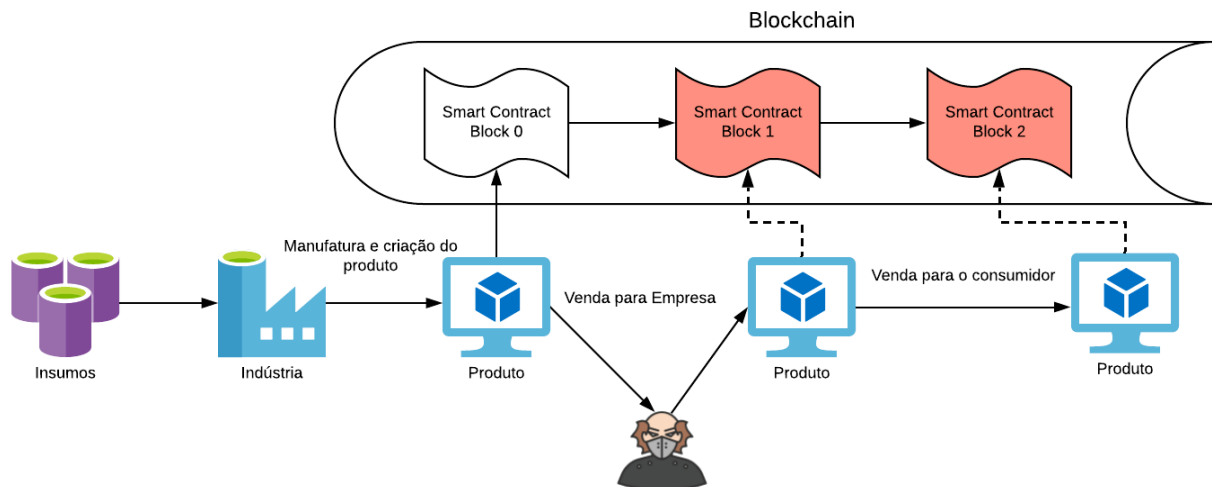 Blockchain
Smart Contract
Block 0
Smart Contract
Block 1
Smart Contract
Block 2
Manufatura e criação do
produto
Venda para Empresa
Venda para o consumidor
Insumos
Indústria
Produto
Produto
Produto